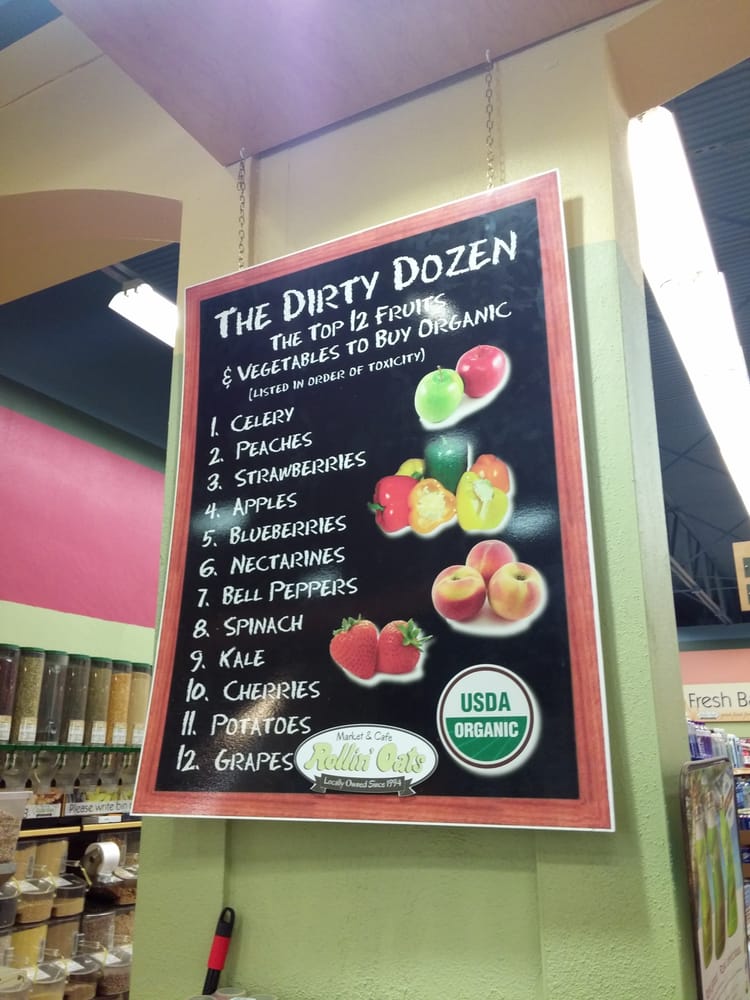 The Dirty Dozen
The Top 12 Fruits
& Vegetables to Buy Organic
(listed in order of toxicity)
1. Celery
2. Peaches
3. Strawberries
4. Apples
5. Blueberries
6. Nectarines
7. Bell Peppers
8. Spinach
9. Kale
10. Cherries
11. Potatoes
12. Grapes
Market & Cafe
Rollin' Oats
Locally Owned Since 1994
USDA
ORGANIC
Please write bin
Fresh B